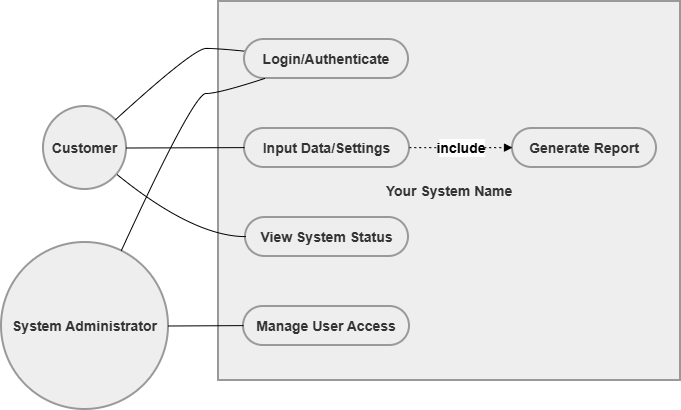 Login/Authenticate
Customer
Input Data/Settings
include
Generate Report
Your System Name
View System Status
System Administrator
Manage User Access